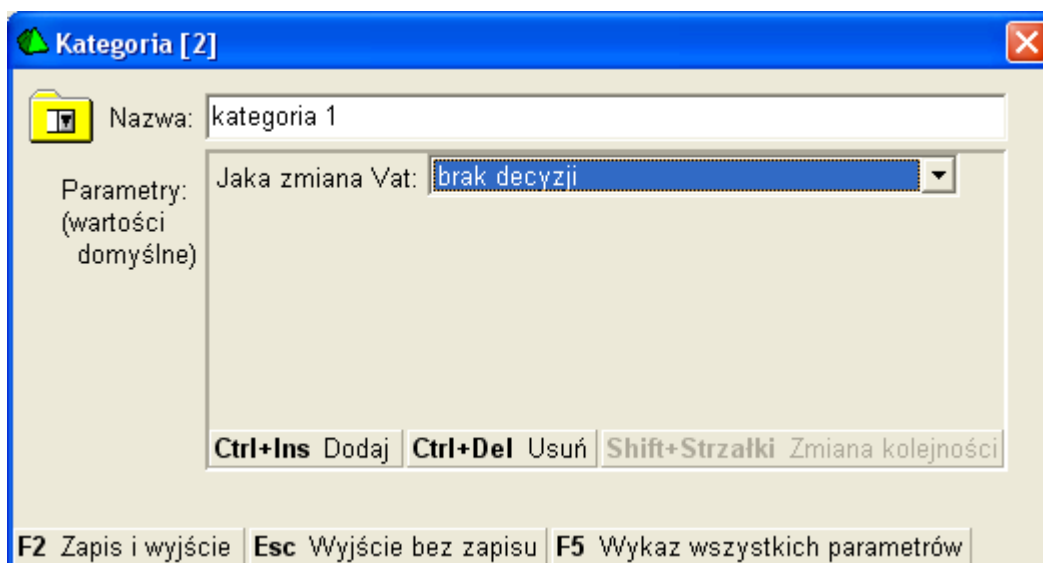 Kategoria [2]
Nazwa: kategoria 1
Parametry:
(wartości
domyślne)
Jaka zmiana Vat: brak decyzji
Ctrl+Ins Dodaj Ctrl+Del Usuń Shift+Strzałki Zmiana kolejności
F2 Zapis i wyjście Esc Wyjście bez zapisu F5 Wykaz wszystkich parametrów